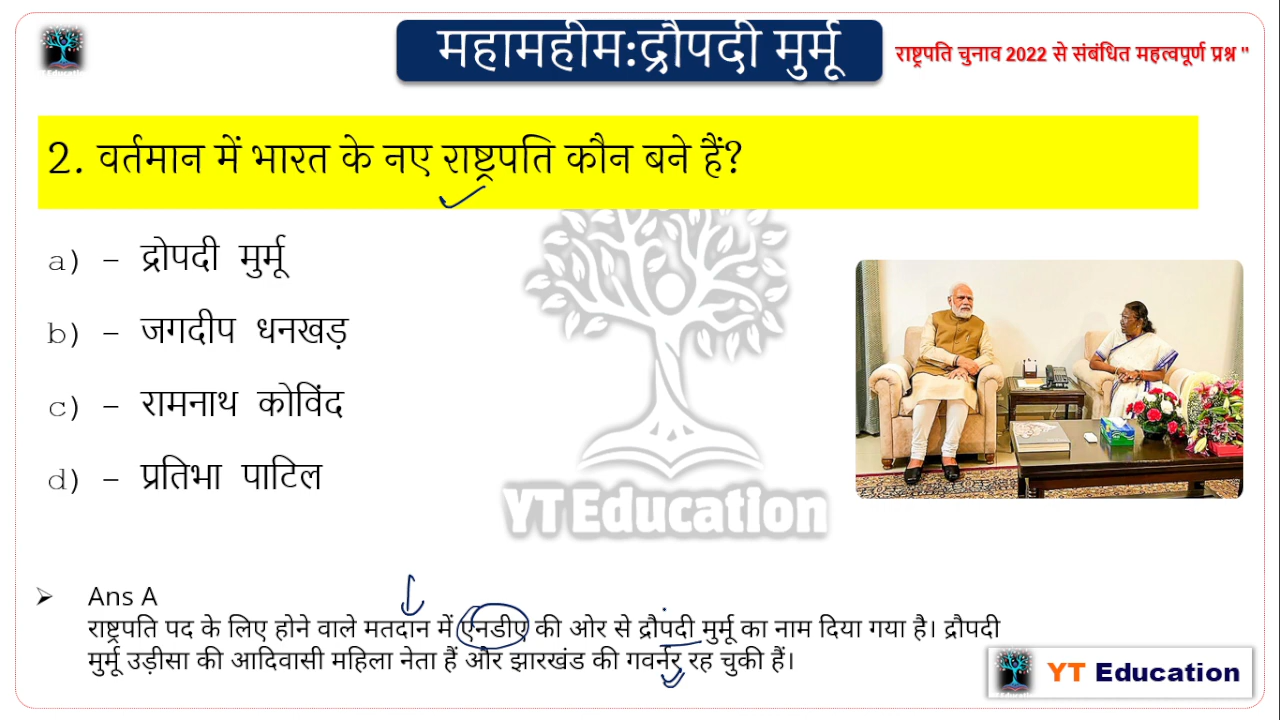 महामहीम:द्रौपदी मुर्मू
राष्ट्रपति चुनाव 2022 से संबंधित महत्वपूर्ण प्रश्न "
2. वर्तमान में भारत के नए राष्ट्रपति कौन बने हैं?
a) – द्रोपदी मुर्मू
b) – जगदीप धनखड़
c) – रामनाथ कोविंद
d) – प्रतिभा पाटिल
YT Education
Ans A
राष्ट्रपति पद के लिए होने वाले मतदान में एनडीए की ओर से द्रौपदी मुर्मू का नाम दिया गया है। द्रौपदी
मुर्मू उड़ीसा की आदिवासी महिला नेता हैं और झारखंड की गवर्नर रह चुकी हैं।
YT Education